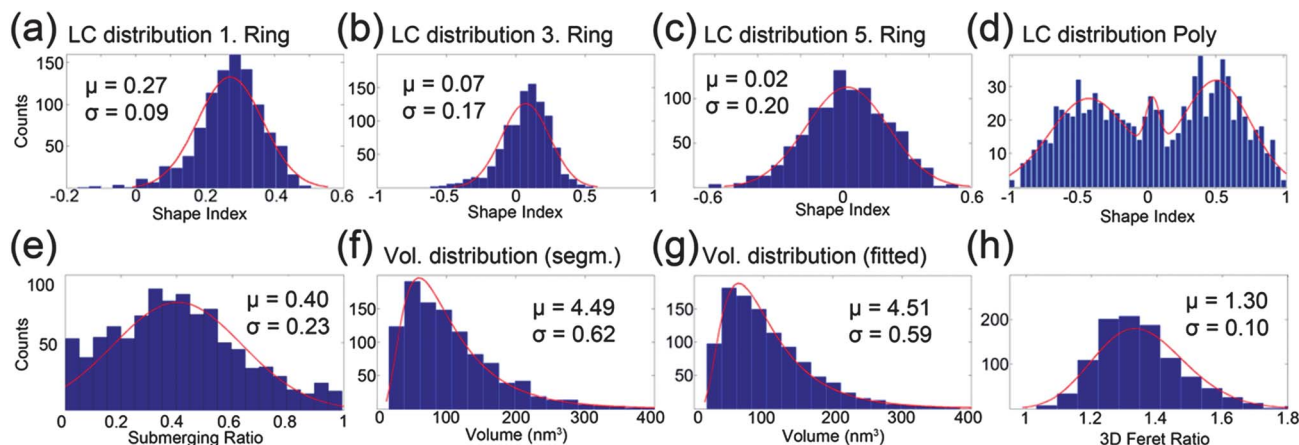 (a) LC distribution 1. Ring
150
100
50
Counts
μ = 0.27
σ = 0.09
-0.2 0 0.2 0.4 0.6
Shape Index
(b) LC distribution 3. Ring
150
100
50
μ = 0.07
σ = 0.17
-1 -0.5 0 0.5 1
Shape Index
(c) LC distribution 5. Ring
100
50
μ = 0.02
σ = 0.20
-0.6 0 0.6
Shape Index
(d) LC distribution Poly
30
20
10
-1 -0.5 0 0.5 1
Shape Index
(e)
100
50
Counts
μ = 0.40
σ = 0.23
0 0.2 0.4 0.6 0.8 1
Submerging Ratio
(f) Vol. distribution (segm.)
150
100
50
μ = 4.49
σ = 0.62
0 100 200 300 400
Volume (nm³)
(g) Vol. distribution (fitted)
150
100
50
μ = 4.51
σ = 0.59
0 100 200 300 400
Volume (nm³)
(h)
200
100
μ = 1.30
σ = 0.10
1 1.2 1.4 1.6 1.8
3D Feret Ratio